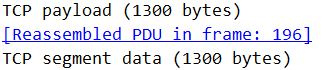 TCP payload (1300 bytes)
[Reassembled PDU in frame: 196]
TCP segment data (1300 bytes)